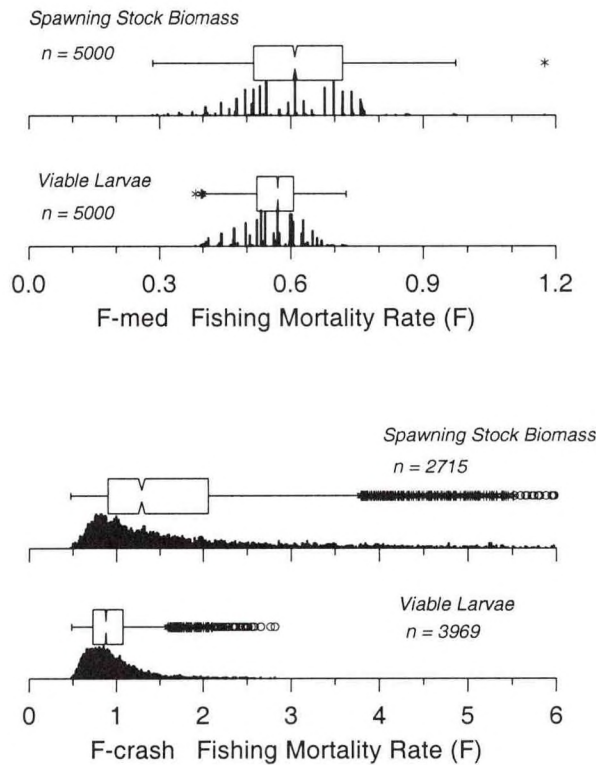 Spawning Stock Biomass
n = 5000
Viable Larvae
n = 5000
0.0 0.3 0.6 0.9 1.2
F-med Fishing Mortality Rate (F)
Spawning Stock Biomass
n = 2715
Viable Larvae
n = 3969
0 1 2 3 4 5 6
F-crash Fishing Mortality Rate (F)